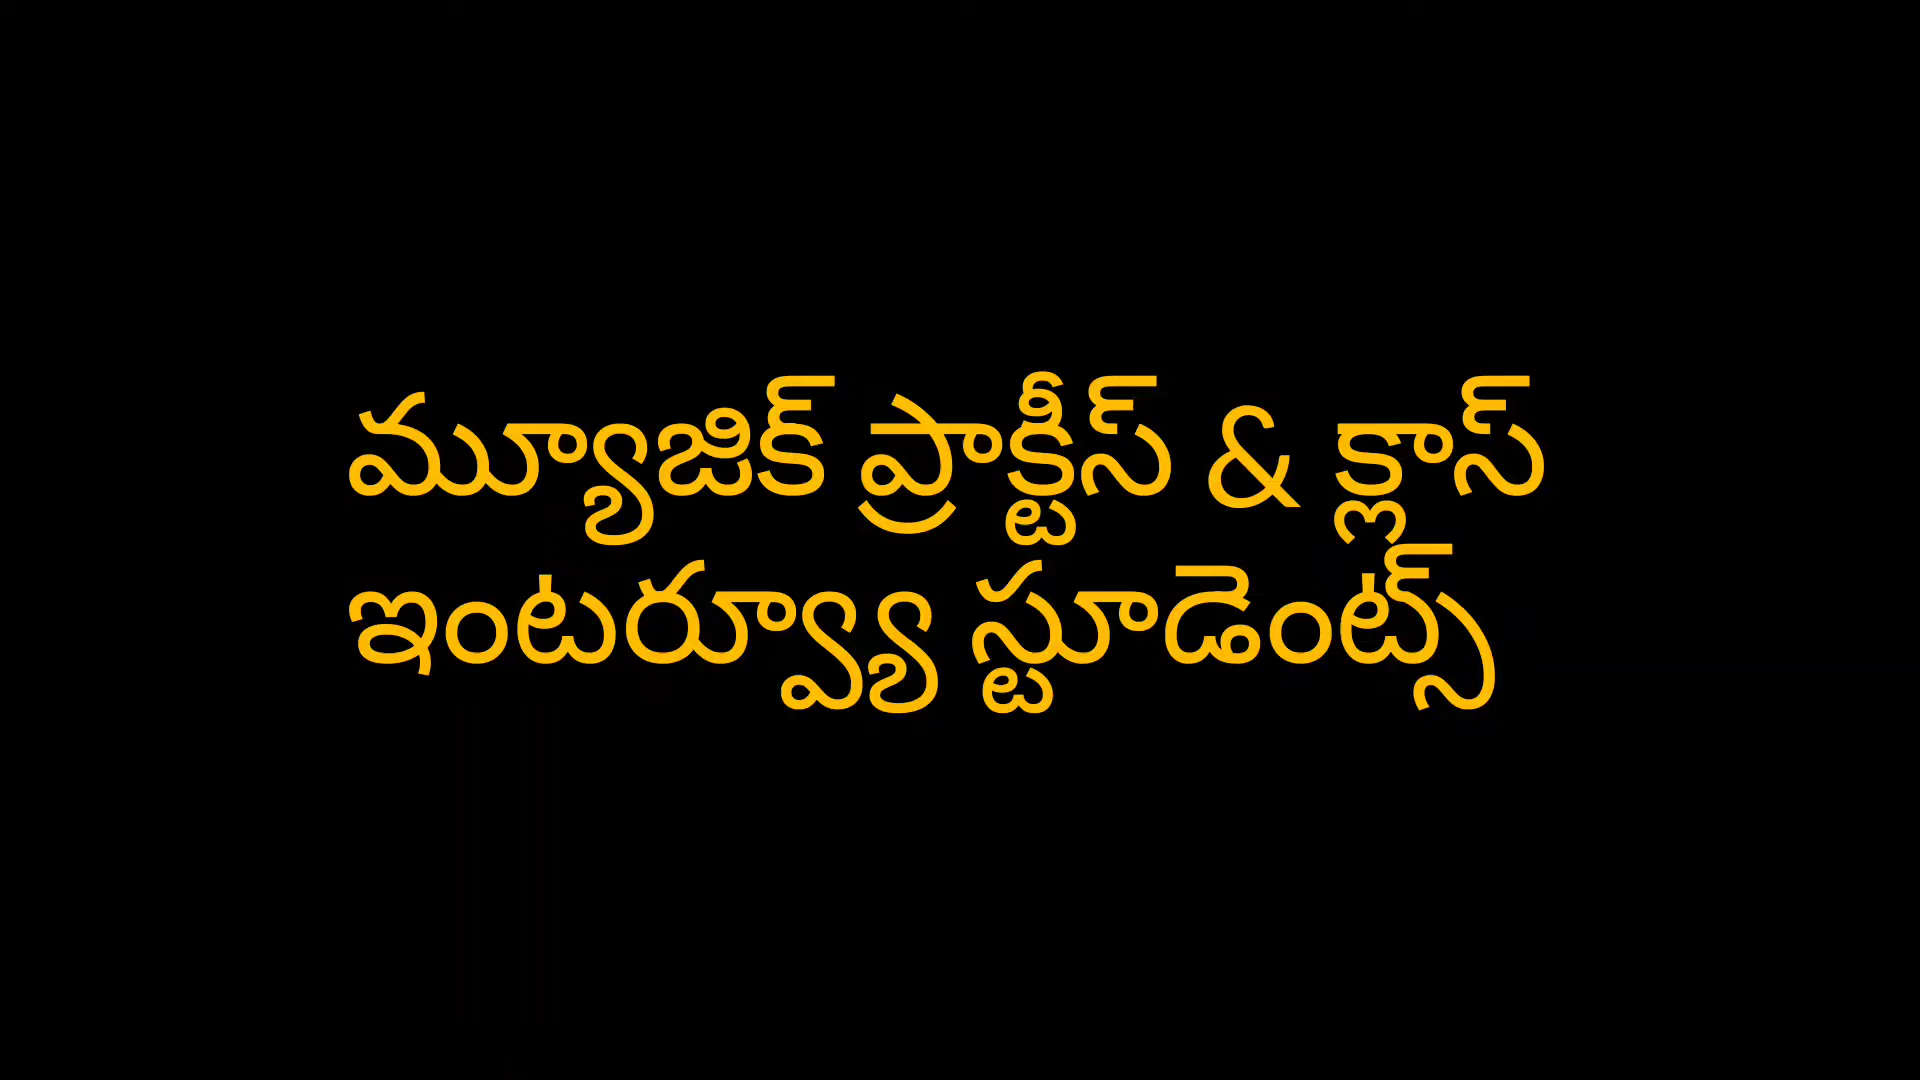 మ్యూజిక్ ప్రాక్టీస్ & క్లాస్
ఇంటర్వ్యూ స్టూడెంట్స్